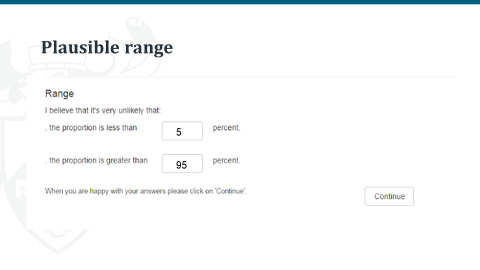 Plausible range
Range
I believe that it's very unlikely that:
. the proportion is less than 5 percent,
. the proportion is greater than 95 percent.
When you are happy with your answers please click on 'Continue'.
Continue